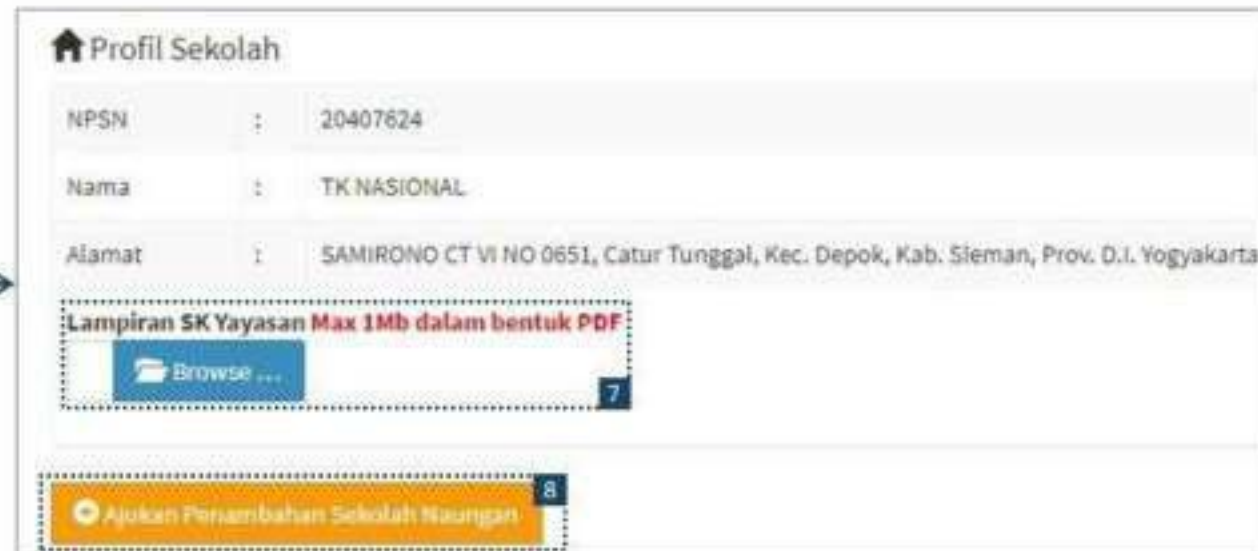 Profil Sekolah
NPSN : 20407624
Nama : TK NASIONAL
Alamat : SAMIRONO CT VI NO 0651, Catur Tunggal, Kec. Depok, Kab. Sleman, Prov. D.I. Yogyakarta
Lampiran SK Yayasan Max 1Mb dalam bentuk PDF
Browse ...
7
8
Ajukan Penambahan Sekolah Naungan